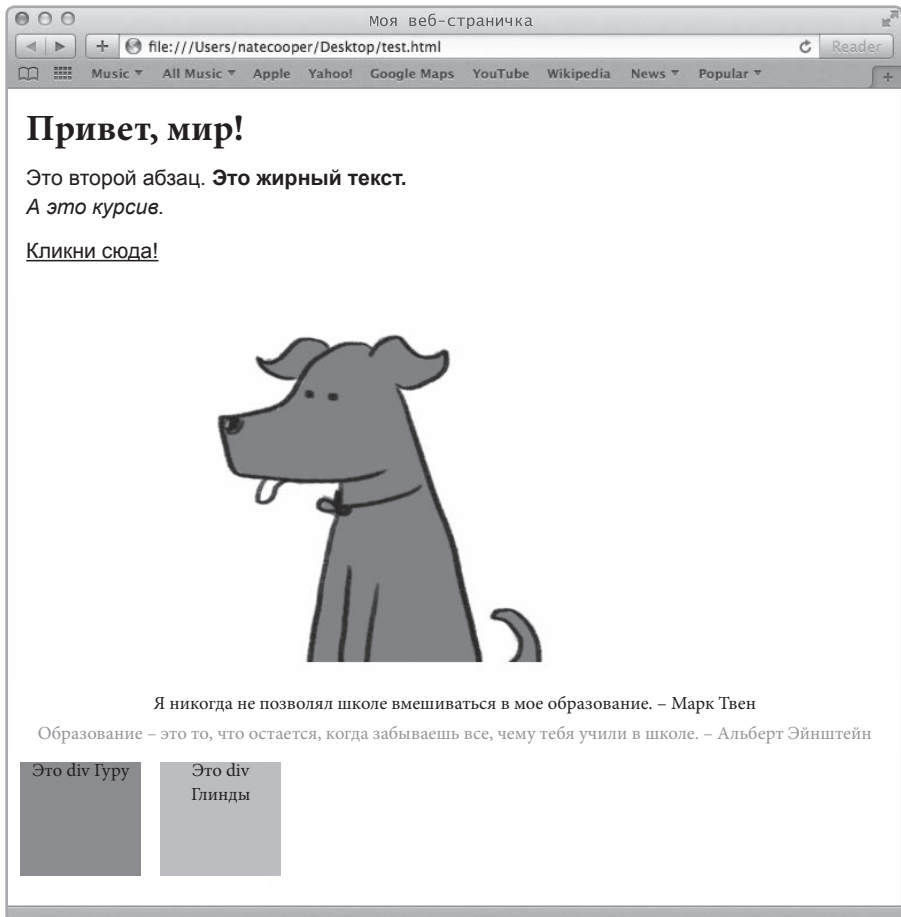 Моя веб-страничка
file:///Users/natecooper/Desktop/test.html
Reader
Music All Music Apple Yahoo! Google Maps YouTube Wikipedia News Popular
Привет, мир!
Это второй абзац. Это жирный текст.
А это курсив.
Кликни сюда!
Я никогда не позволял школе вмешиваться в мое образование. – Марк Твен
Образование – это то, что остается, когда забываешь все, чему тебя учили в школе. – Альберт Эйнштейн
Это div Гуру
Это div
Глинды